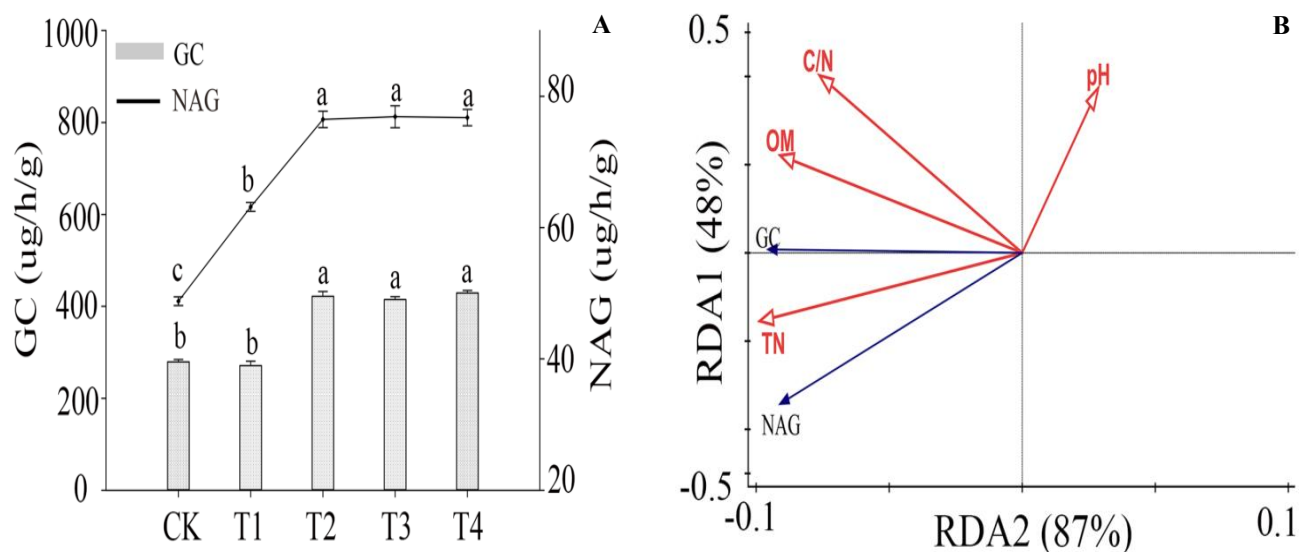 A
1000
800
600
400
200
0
GC (ug/h/g)
GC
NAG
c
b
a
a
a
b
b
a
a
a
80
60
40
20
NAG (ug/h/g)
CK T1 T2 T3 T4
B
0.5
-0.5
RDA1 (48%)
C/N
pH
OM
GC
TN
NAG
-0.1
0.1
RDA2 (87%)